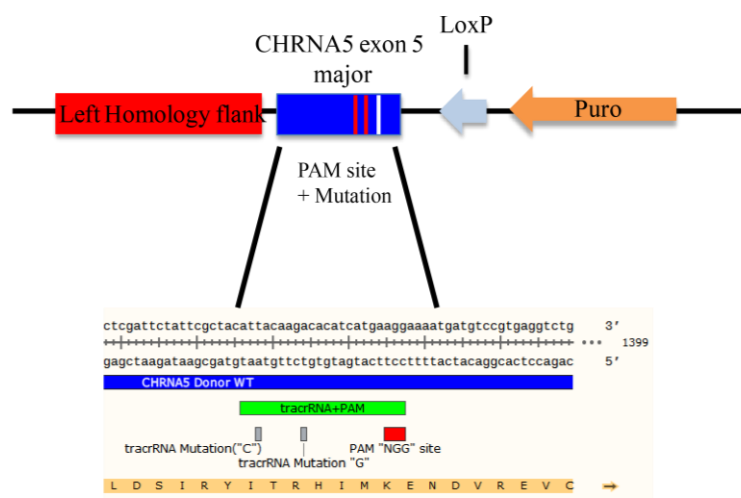 LoxP
CHRNA5 exon 5
major
Left Homology flank
Puro
PAM site
+ Mutation
ctcgattctattcgctacattacaagacacatcatgaaggaaaatgatgtccgtgaggtctg 3'
1399
gagctaagataagcgatgtaatgttctgtgtagtacttccttttactacaggcactccagac 5'
CHRNA5 Donor WT
tracrRNA+PAM
tracrRNA Mutation("C") PAM "NGG" site
tracrRNA Mutation "G"
L D S I R Y I T R H I M K E N D V R E V C